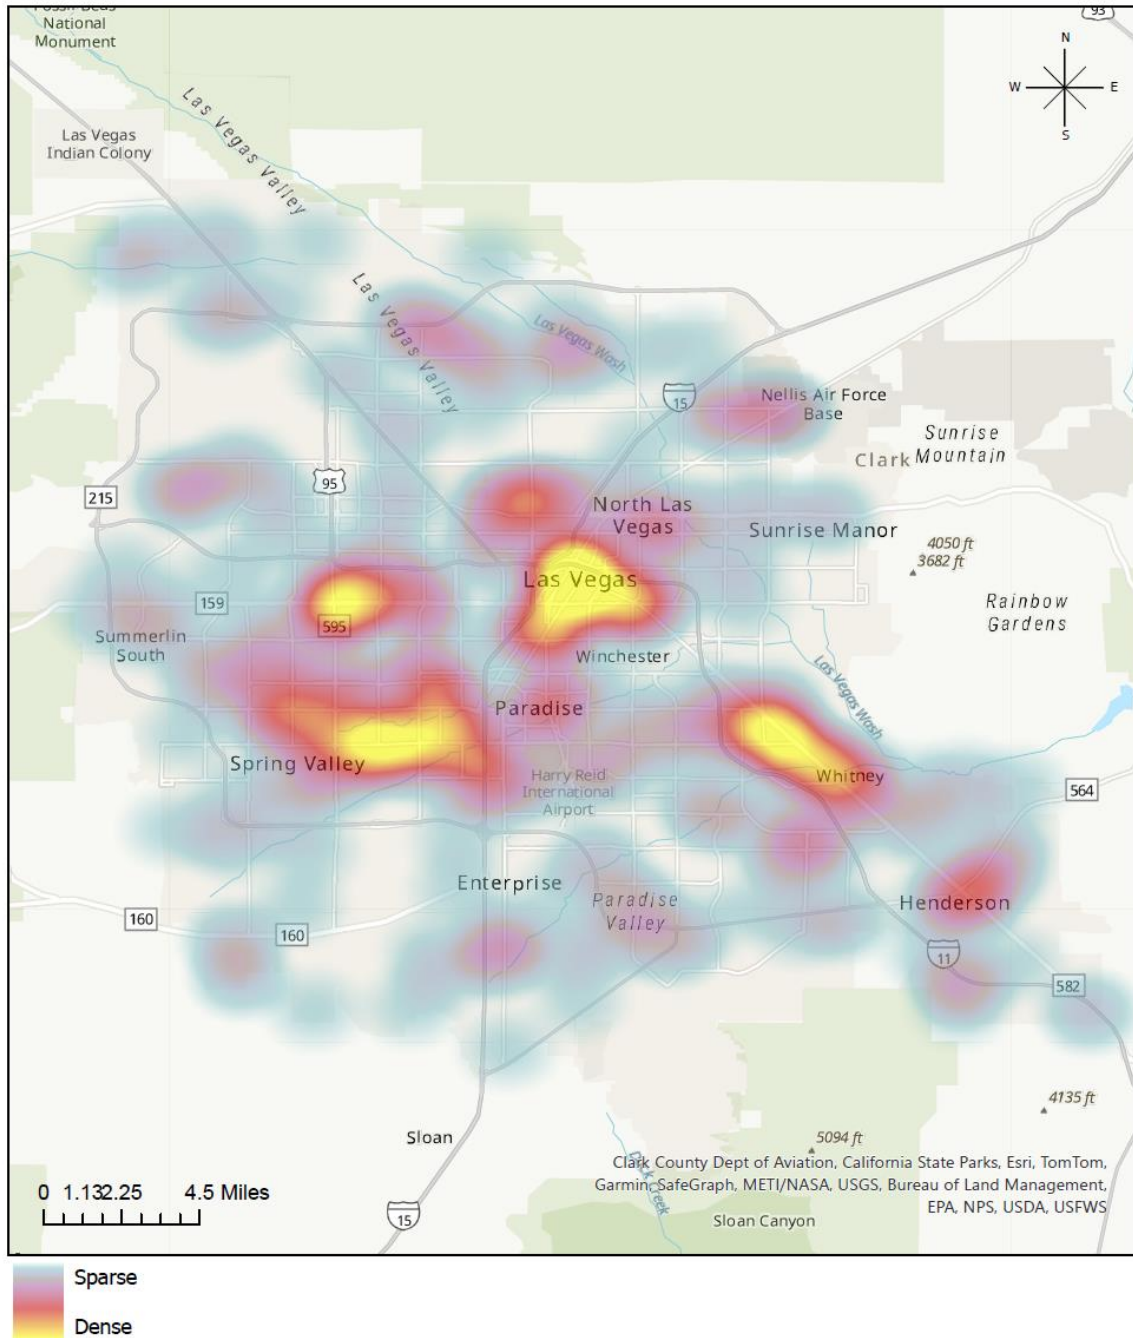 National
Monument
93
N
W E
S
Las Vegas Valley
Las Vegas
Indian Colony
Las Vegas Valley
Las Vegas Wash
15
Nellis Air Force
Base
Sunrise
Mountain
Clark
95
215
North Las
Vegas
Sunrise Manor
4050 ft
3682 ft
Las Vegas
159
595
Rainbow
Gardens
Summerlin
South
Winchester
Las Vegas Wash
Paradise
Spring Valley
Whitney
Harry Reid
International
Airport
564
Enterprise
Paradise
Valley
Henderson
160
160
11
582
4135 ft
Sloan
5094 ft
Clark County Dept of Aviation, California State Parks, Esri, TomTom,
Garmin, SafeGraph, METI/NASA, USGS, Bureau of Land Management,
EPA, NPS, USDA, USFWS
0 1.132.25 4.5 Miles
15
Creek
Sloan Canyon
Sparse
Dense